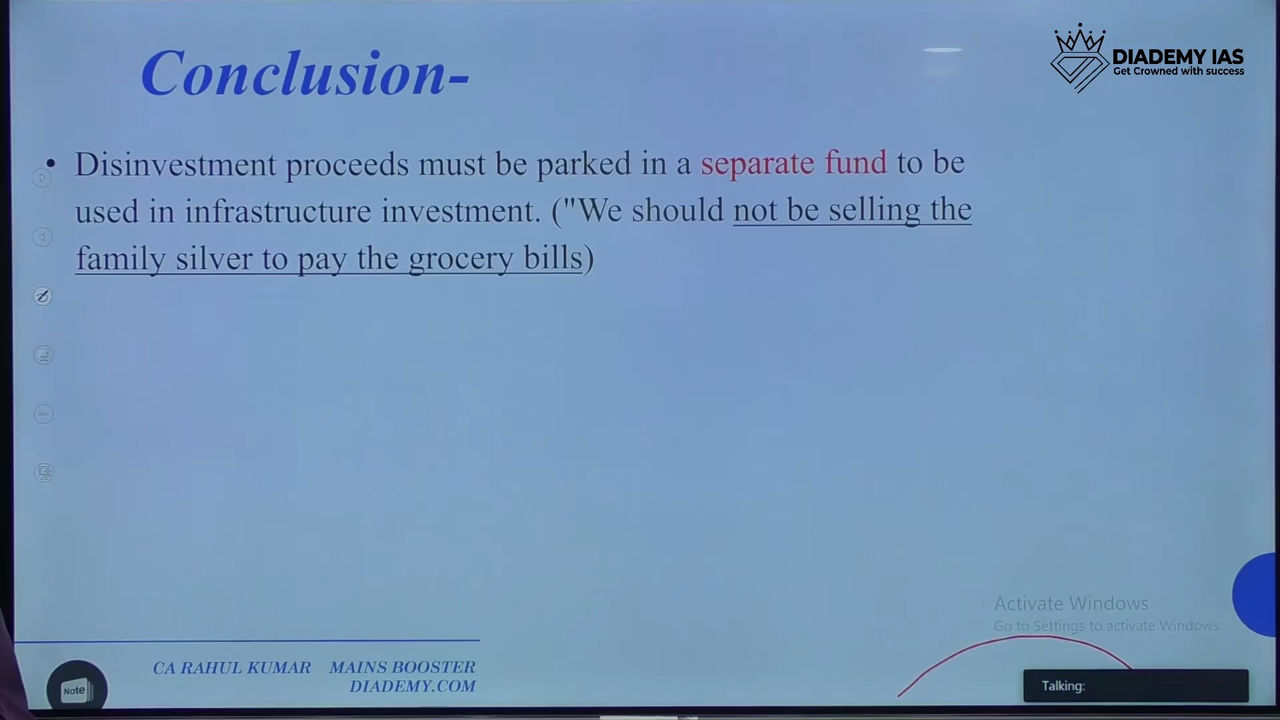 Conclusion-
DIADEMY IAS
Get Crowned with success
• Disinvestment proceeds must be parked in a separate fund to be
used in infrastructure investment. ("We should not be selling the
family silver to pay the grocery bills)
Activate Windows
Go to Settings to activate Windows.
CA RAHUL KUMAR MAINS BOOSTER
DIADEMY.COM
Note
Talking: